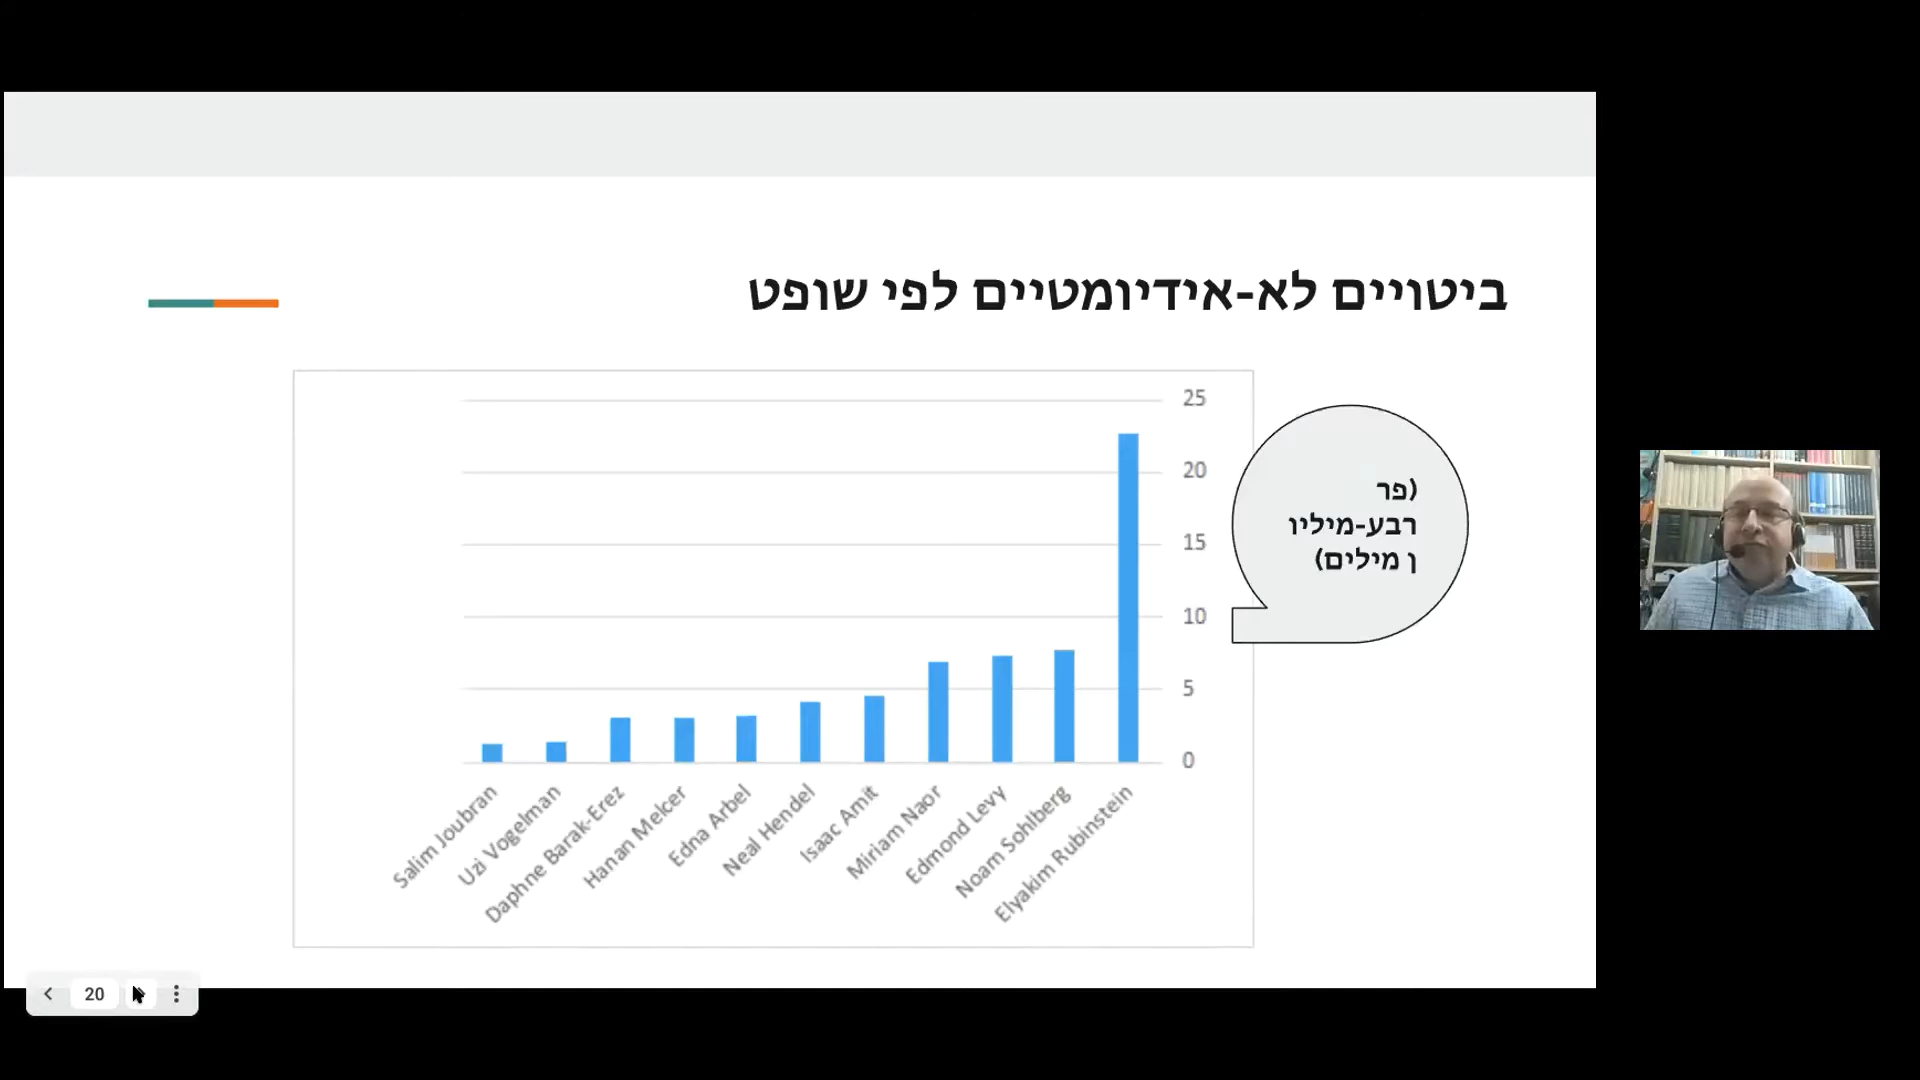 ביטויים לא-אידיומטיים לפי שופט
25
20
15
10
5
0
(פר
רבע-מיליו
ן מילים)
Salim Joubran
Uzi Vogelman
Daphne Barak-Erez
Hanan Melcer
Edna Arbel
Neal Hendel
Isaac Amit
Miriam Naor
Edmond Levy
Noam Sohlberg
Elyakim Rubinstein
20